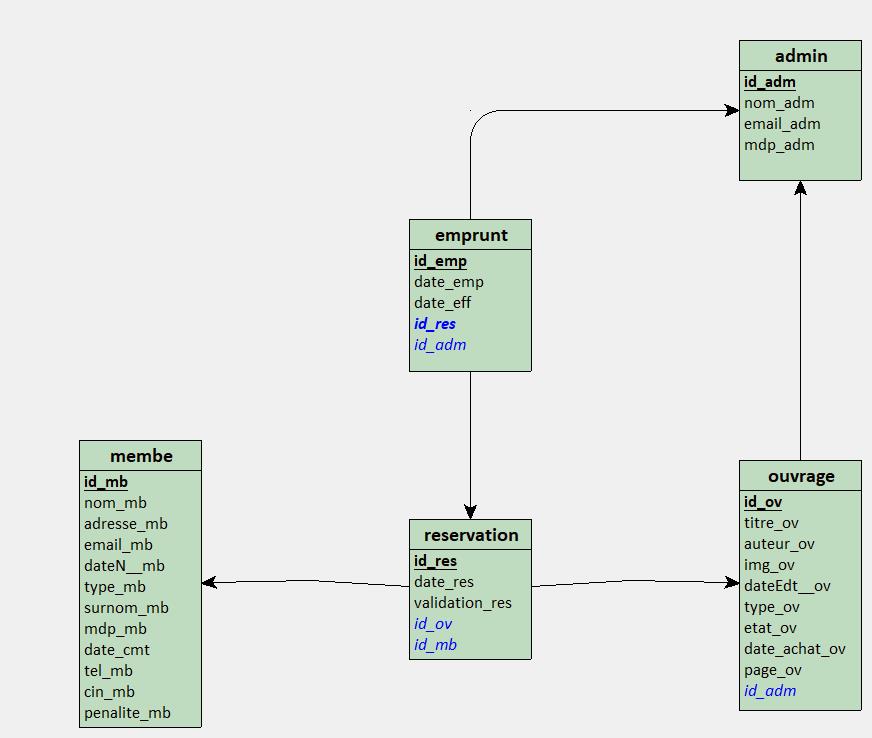 admin
id_adm
nom_adm
email_adm
mdp_adm
emprunt
id_emp
date_emp
date_eff
id_res
id_adm
membe
id_mb
nom_mb
adresse_mb
email_mb
dateN__mb
type_mb
surnom_mb
mdp_mb
date_cmt
tel_mb
cin_mb
penalite_mb
reservation
id_res
date_res
validation_res
id_ov
id_mb
ouvrage
id_ov
titre_ov
auteur_ov
img_ov
dateEdt__ov
type_ov
etat_ov
date_achat_ov
page_ov
id_adm